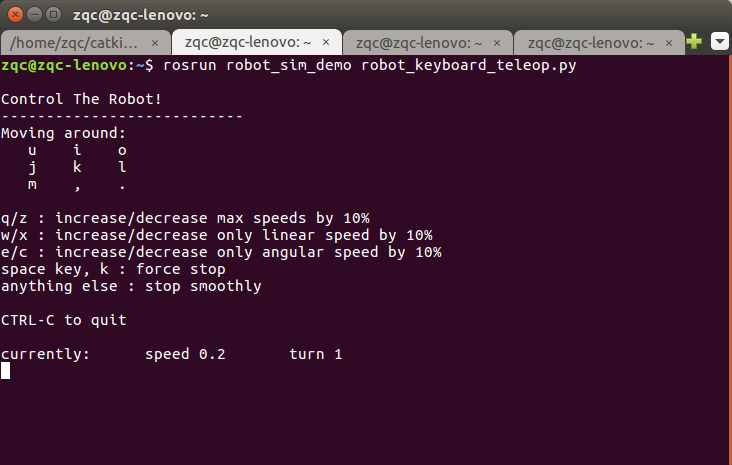 zqc@zqc-lenovo: ~
/home/zqc/catki... × zqc@zqc-lenovo: ~ × zqc@zqc-lenovo: ~ × zqc@zqc-lenovo: ~ ×
zqc@zqc-lenovo:~$ rosrun robot_sim_demo robot_keyboard_teleop.py
Control The Robot!
---------------------------
Moving around:
u i o
j k l
m , .
q/z : increase/decrease max speeds by 10%
w/x : increase/decrease only linear speed by 10%
e/c : increase/decrease only angular speed by 10%
space key, k : force stop
anything else : stop smoothly
CTRL-C to quit
currently: speed 0.2 turn 1